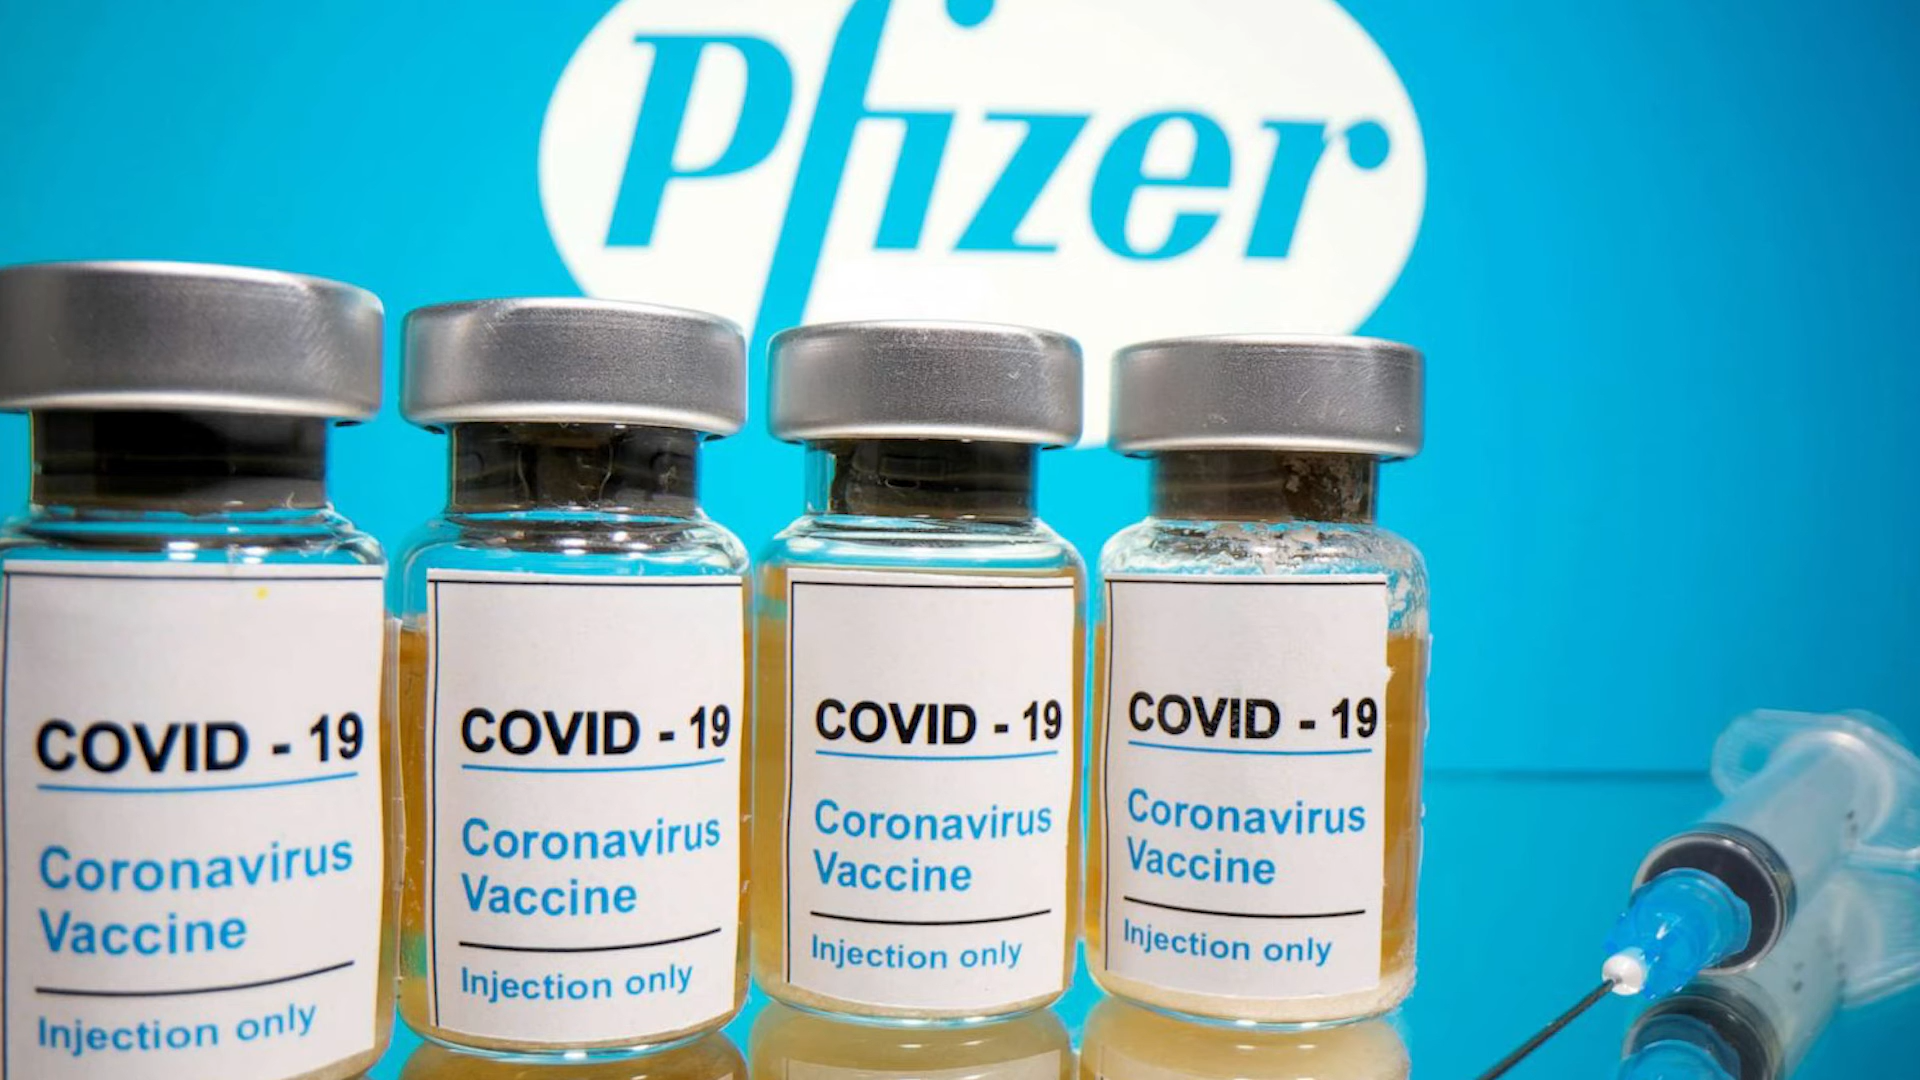 Pfizer
COVID - 19
Coronavirus
Vaccine
Injection only
COVID - 19
Coronavirus
Vaccine
Injection only
COVID - 19
Coronavirus
Vaccine
Injection only
COVID - 19
Coronavirus
Vaccine
Injection only